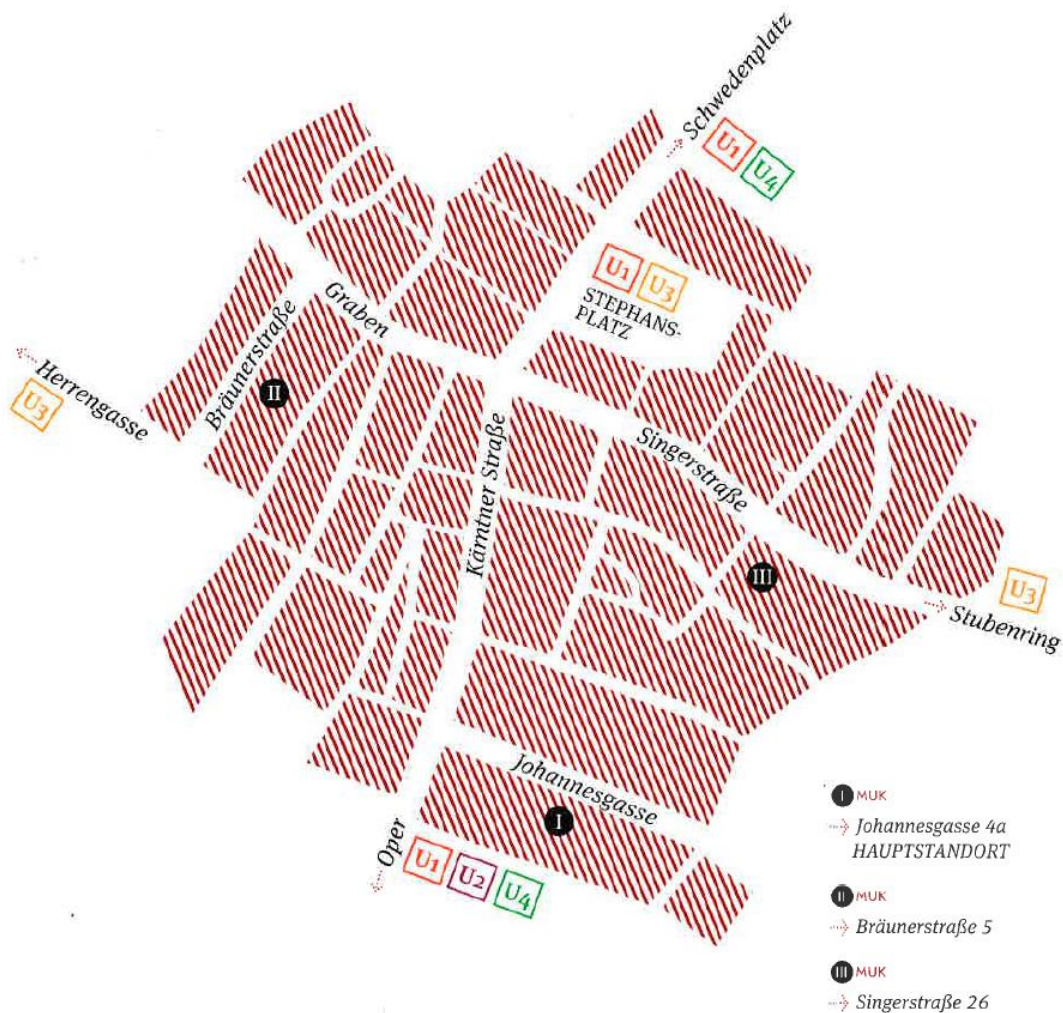 Schwedenplatz
U1 U4
U1 U3
STEPHANS-
PLATZ
Graben
Bräunerstraße
Herrengasse
U3
II
Kärntner Straße
Singerstraße
III
U3
Stubenring
Johannesgasse
I
Oper
U1 U2 U4
I MUK
Johannesgasse 4a
HAUPTSTANDORT
II MUK
Bräunerstraße 5
III MUK
Singerstraße 26